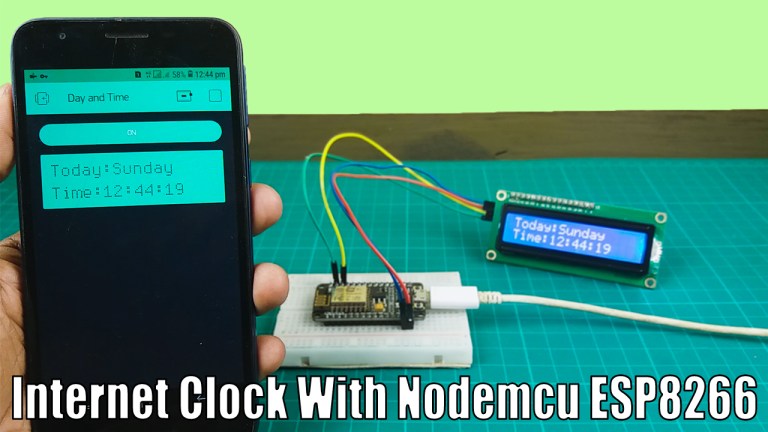 58% 12:44 pm
Day and Time
ON
Today:Sunday
Time:12:44:19
Today:Sunday
Time:12:44:19
Internet Clock With Nodemcu ESP8266